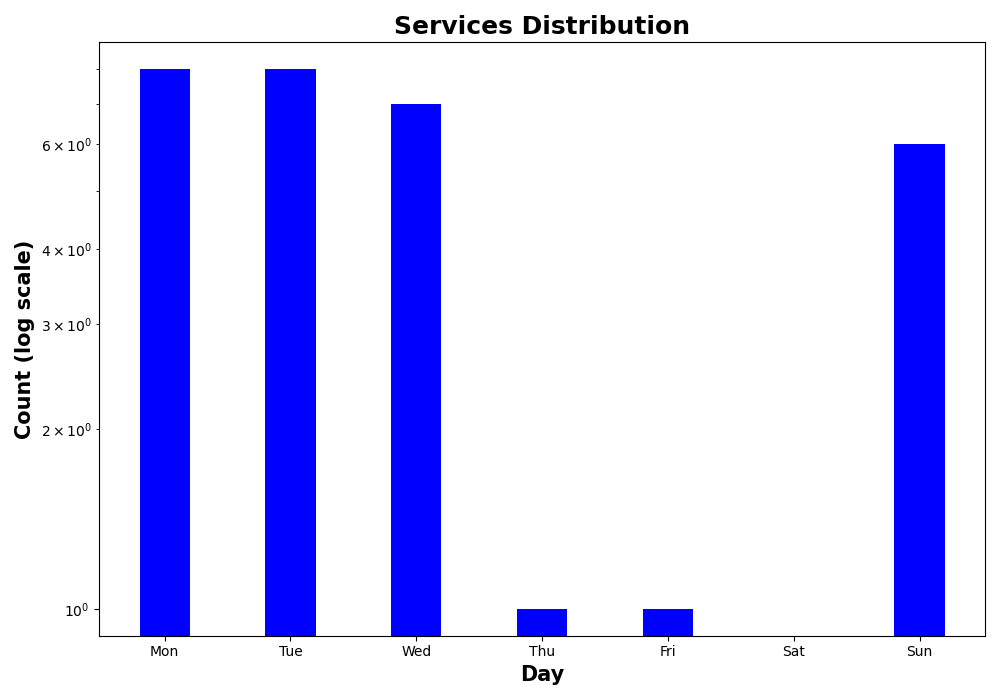 Services Distribution
Count (log scale)
6 × 10⁰
4 × 10⁰
3 × 10⁰
2 × 10⁰
10⁰
Mon Tue Wed Thu Fri Sat Sun
Day